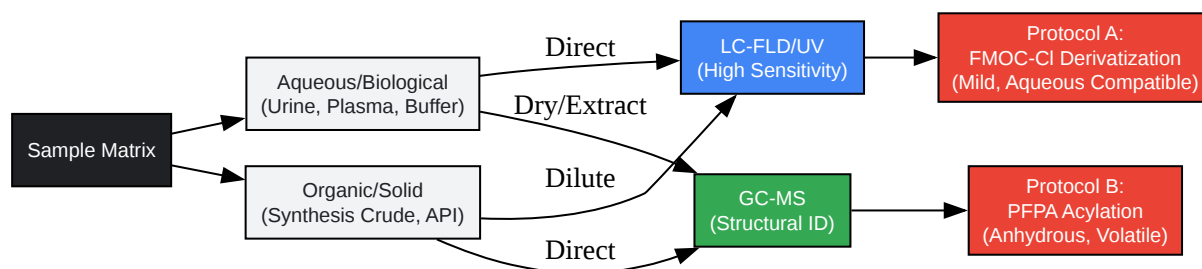 Sample Matrix
Aqueous/Biological
(Urine, Plasma, Buffer)
Organic/Solid
(Synthesis Crude, API)
Direct
Dry/Extract
Dilute
Direct
LC-FLD/UV
(High Sensitivity)
GC-MS
(Structural ID)
Protocol A:
FMOC-Cl Derivatization
(Mild, Aqueous Compatible)
Protocol B:
PFPA Acylation
(Anhydrous, Volatile)